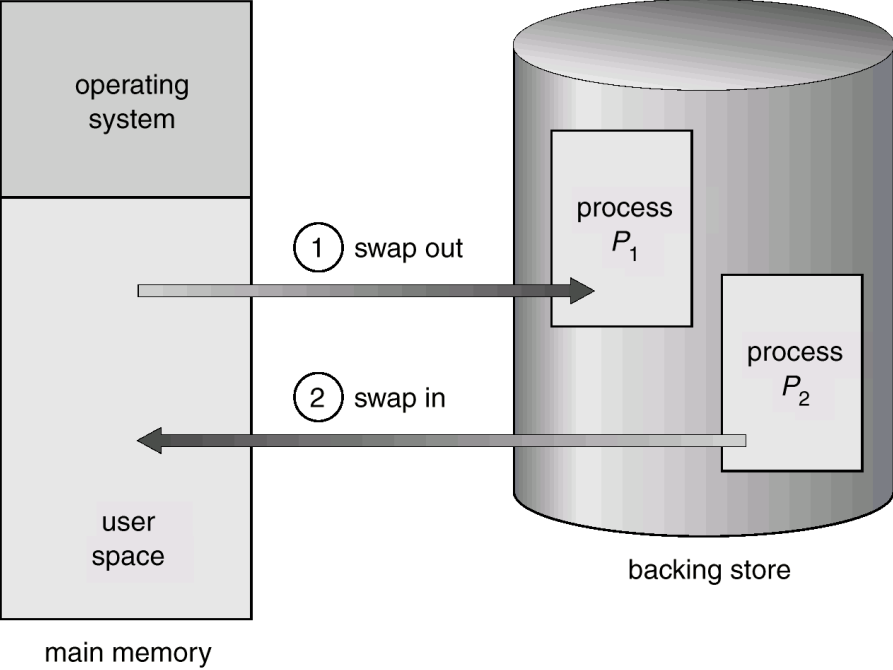 operating
system
1 swap out
process
P1
2 swap in
process
P2
user
space
backing store
main memory